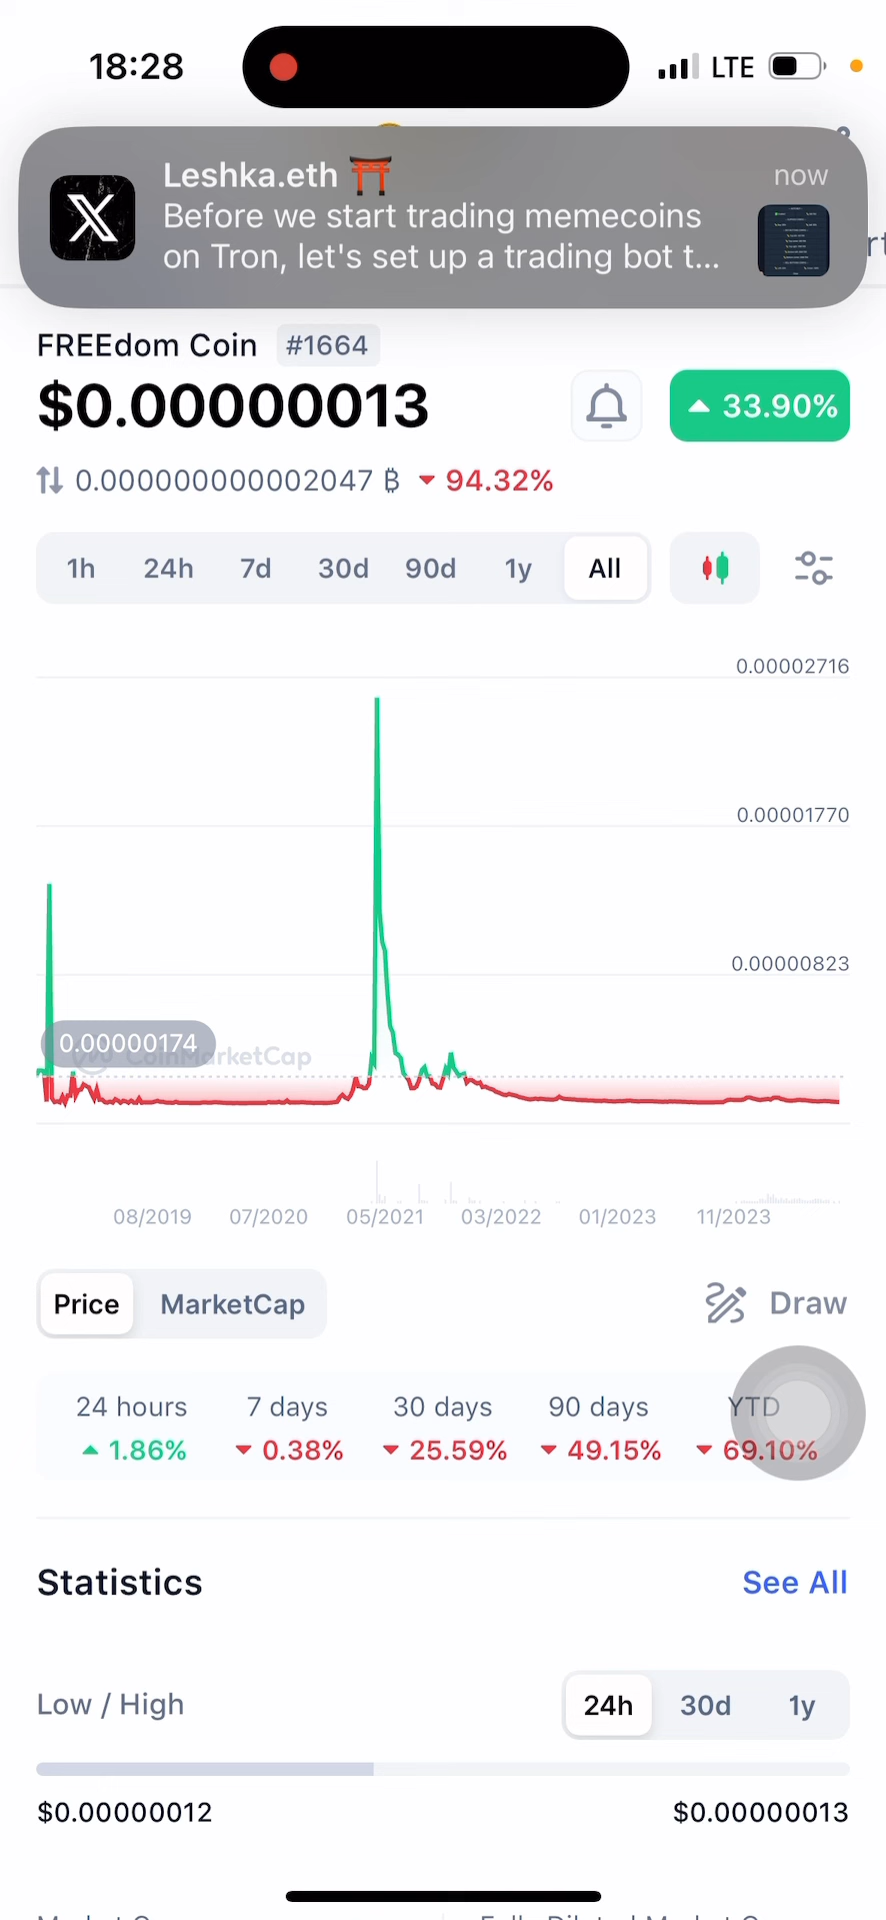 18:28
LTE
Leshka.eth
now
Before we start trading memecoins
on Tron, let's set up a trading bot t...
FREEdom Coin #1664
$0.00000013
33.90%
0.000000000002047 ₿ 94.32%
1h 24h 7d 30d 90d 1y All
0.00002716
0.00001770
0.00000823
0.00000174
CoinMarketCap
08/2019 07/2020 05/2021 03/2022 01/2023 11/2023
Price MarketCap
Draw
24 hours 7 days 30 days 90 days YTD
1.86% 0.38% 25.59% 49.15% 69.10%
Statistics
See All
Low / High
24h 30d 1y
$0.00000012
$0.00000013